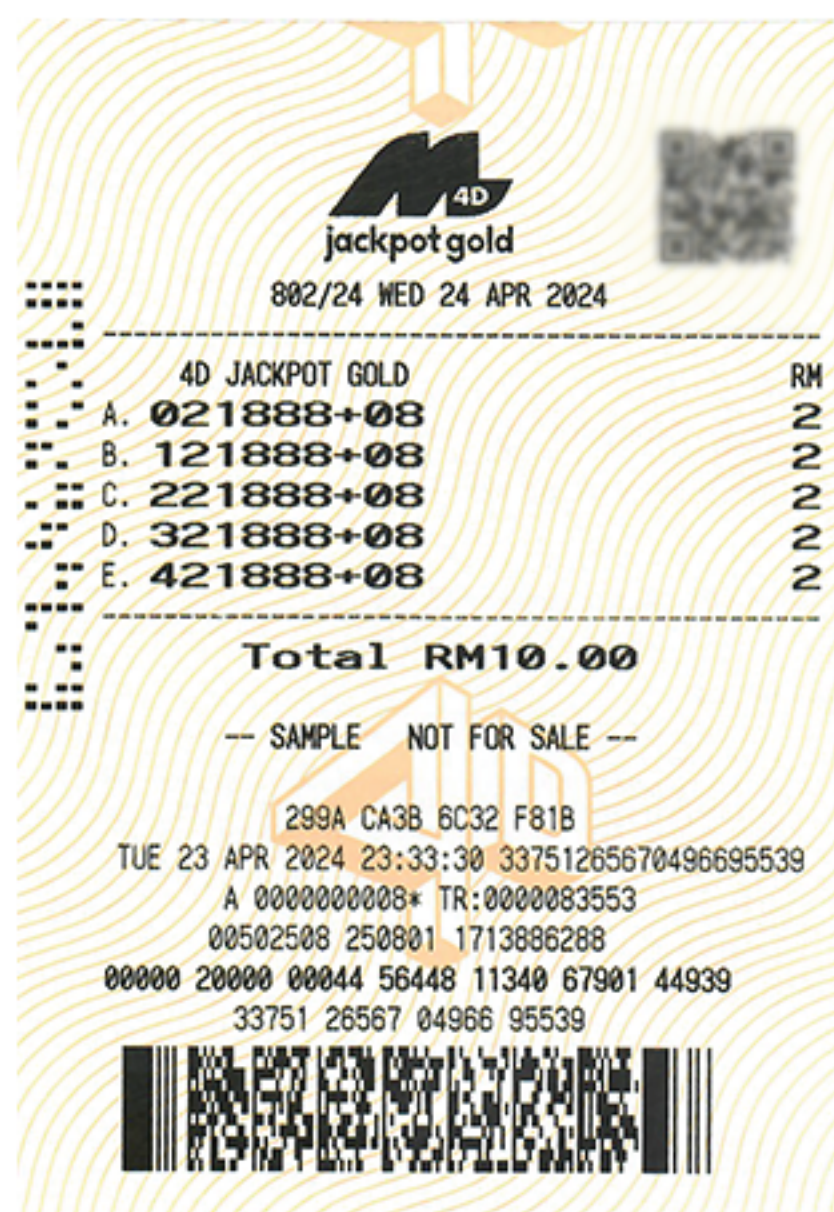 4D
jackpot gold
802/24 WED 24 APR 2024
4D JACKPOT GOLD RM
A. 021888+08 2
B. 121888+08 2
C. 221888+08 2
D. 321888+08 2
E. 421888+08 2
Total RM10.00
-- SAMPLE NOT FOR SALE --
299A CA3B 6C32 F81B
TUE 23 APR 2024 23:33:30 33751265670496695539
A 0000000008* TR:0000083553
00502508 250801 1713886288
00000 20000 00044 56448 11340 67901 44939
33751 26567 04966 95539